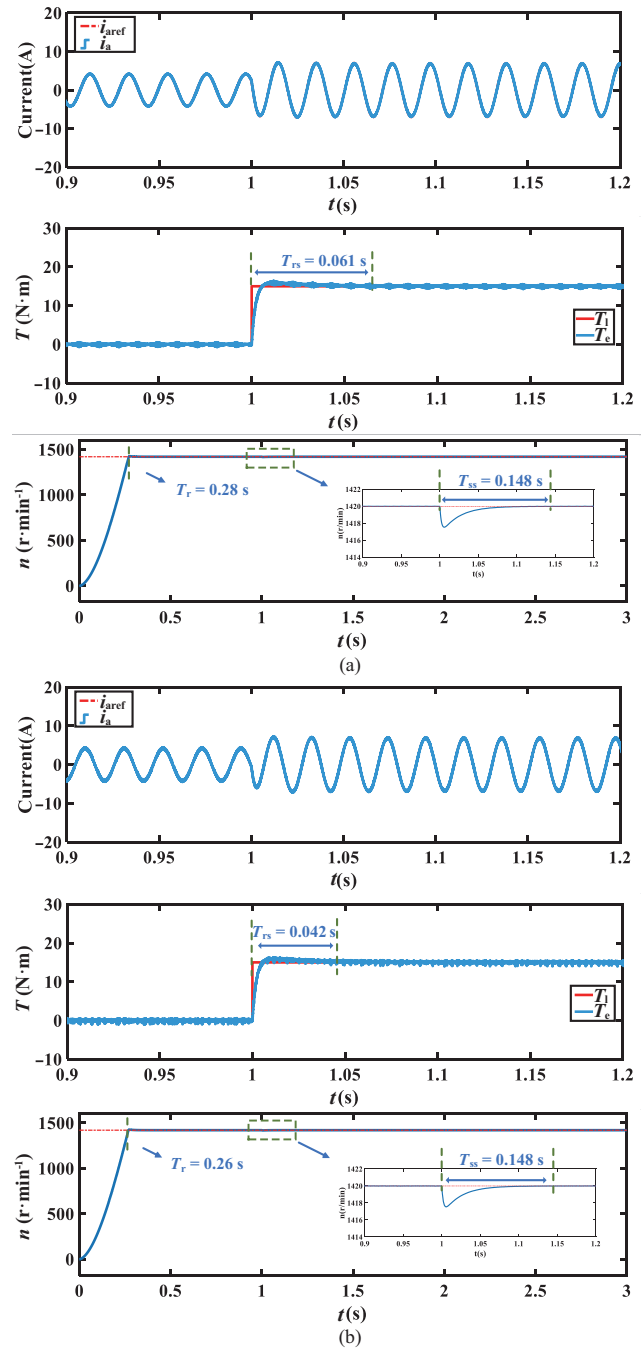 20
10
0
−10
20
Current(A)
i_aref
i_a
0.9 0.95 1 1.05 1.1 1.15 1.2
t(s)
30
20
10
0
−10
T (N·m)
T_rs = 0.061 s
T_l
T_e
0.9 0.95 1 1.05 1.1 1.15 1.2
t(s)
1500
1000
500
0
n (r·min⁻¹)
T_r = 0.28 s
1422
1420
1418
1416
1414
n(r/min)
T_ss = 0.148 s
0.9 0.95 1 1.05 1.1 1.15 1.2
t(s)
0 0.5 1 1.5 2 2.5 3
t(s)
(a)
20
10
0
−10
20
Current(A)
i_aref
i_a
0.9 0.95 1 1.05 1.1 1.15 1.2
t(s)
30
20
10
0
−10
T (N·m)
T_rs = 0.042 s
T_l
T_e
0.9 0.95 1 1.05 1.1 1.15 1.2
t(s)
1500
1000
500
0
n (r·min⁻¹)
T_r = 0.26 s
1422
1420
1418
1416
1414
n(r/min)
T_ss = 0.148 s
0.9 0.95 1 1.05 1.1 1.15 1.2
t(s)
0 0.5 1 1.5 2 2.5 3
t(s)
(b)